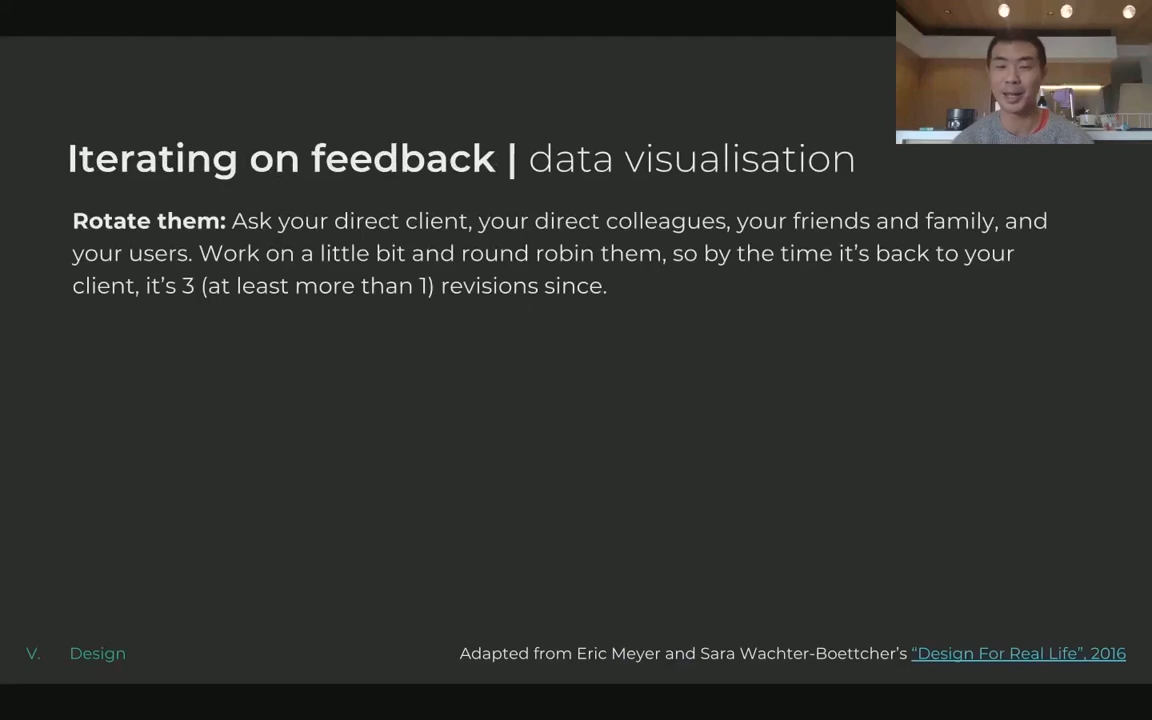 Iterating on feedback | data visualisation
Rotate them: Ask your direct client, your direct colleagues, your friends and family, and
your users. Work on a little bit and round robin them, so by the time it’s back to your
client, it’s 3 (at least more than 1) revisions since.
V. Design
Adapted from Eric Meyer and Sara Wachter-Boettcher’s “Design For Real Life”, 2016